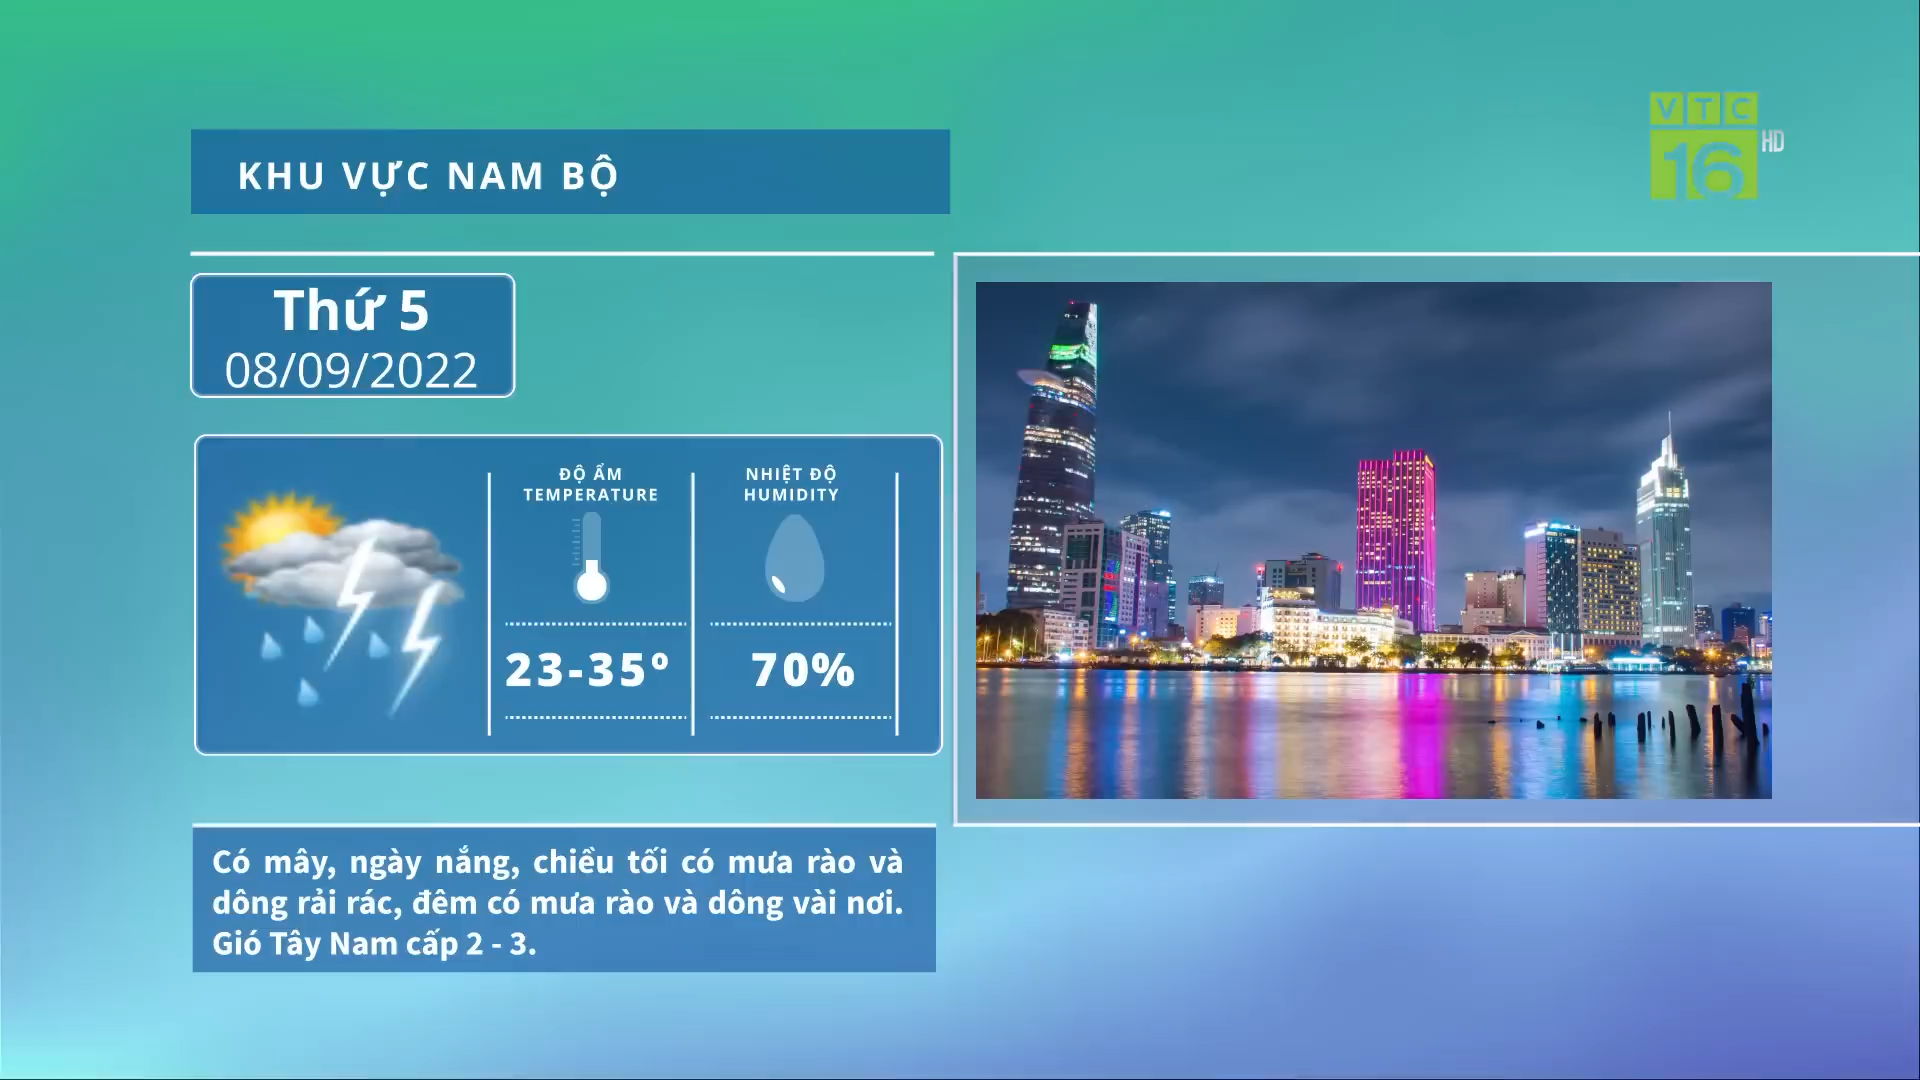 VTC
16 HD
KHU VỰC NAM BỘ
Thứ 5
08/09/2022
ĐỘ ẨM
TEMPERATURE
23-35º
NHIỆT ĐỘ
HUMIDITY
70%
Có mây, ngày nắng, chiều tối có mưa rào và
dông rải rác, đêm có mưa rào và dông vài nơi.
Gió Tây Nam cấp 2 - 3.